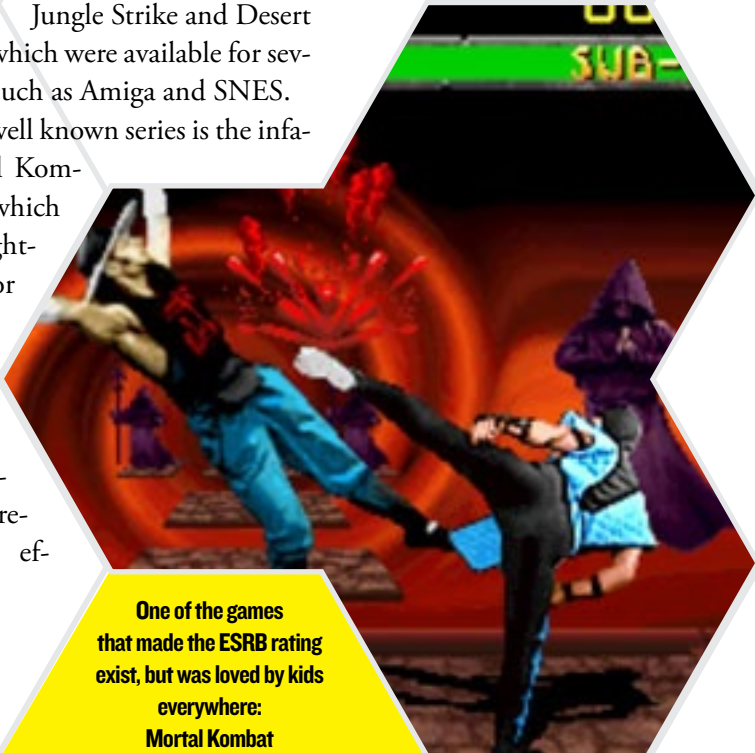 Jungle Strike and Desert
which were available for sev-
uch as Amiga and SNES.
well known series is the infa-
Kom-
which
ght-
or
-
re-
ef-
SUB-
One of the games
that made the ESRB rating
exist, but was loved by kids
everywhere:
Mortal Kombat